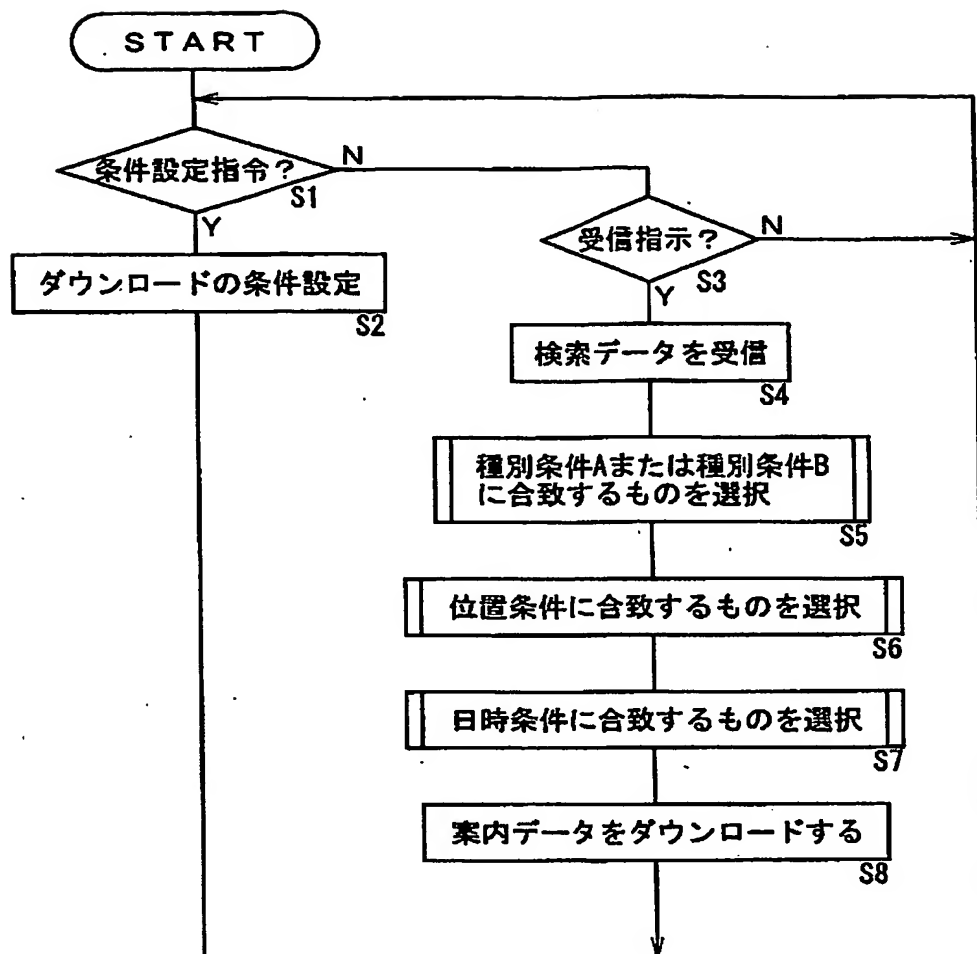 START
条件設定指令？
N
S1
Y
ダウンロードの条件設定
S2
受信指示？
N
S3
Y
検索データを受信
S4
種別条件Aまたは種別条件B
に合致するものを選択
S5
位置条件に合致するものを選択
S6
日時条件に合致するものを選択
S7
案内データをダウンロードする
S8